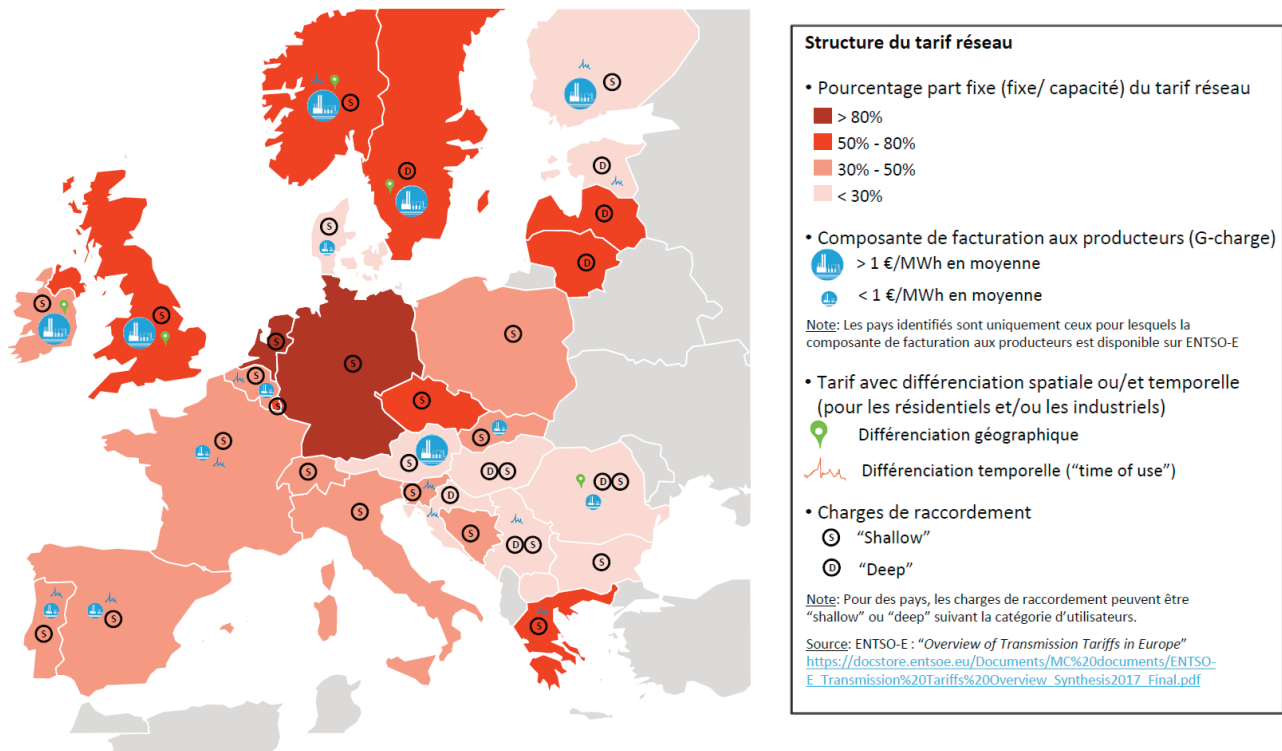 Structure du tarif réseau
• Pourcentage part fixe (fixe/ capacité) du tarif réseau
> 80%
50% - 80%
30% - 50%
< 30%
• Composante de facturation aux producteurs (G-charge)
> 1 €/MWh en moyenne
< 1 €/MWh en moyenne
Note: Les pays identifiés sont uniquement ceux pour lesquels la
composante de facturation aux producteurs est disponible sur ENTSO-E
• Tarif avec différenciation spatiale ou/et temporelle
(pour les résidentiels et/ou les industriels)
Différenciation géographique
Différenciation temporelle (“time of use”)
• Charges de raccordement
S “Shallow”
D “Deep”
Note: Pour des pays, les charges de raccordement peuvent être
“shallow” ou “deep” suivant la catégorie d’utilisateurs.
Source: ENTSO-E : “Overview of Transmission Tariffs in Europe”
https://docstore.entsoe.eu/Documents/MC%20documents/ENTSO-
E_Transmission%20Tariffs%20Overview_Synthesis2017_Final.pdf
S
S
D
D
S
D
D
S
S
S
S
S
S
S
S
S
S
S
S
D S
D S
S
S
S
D
S
D S
S
S
S
S